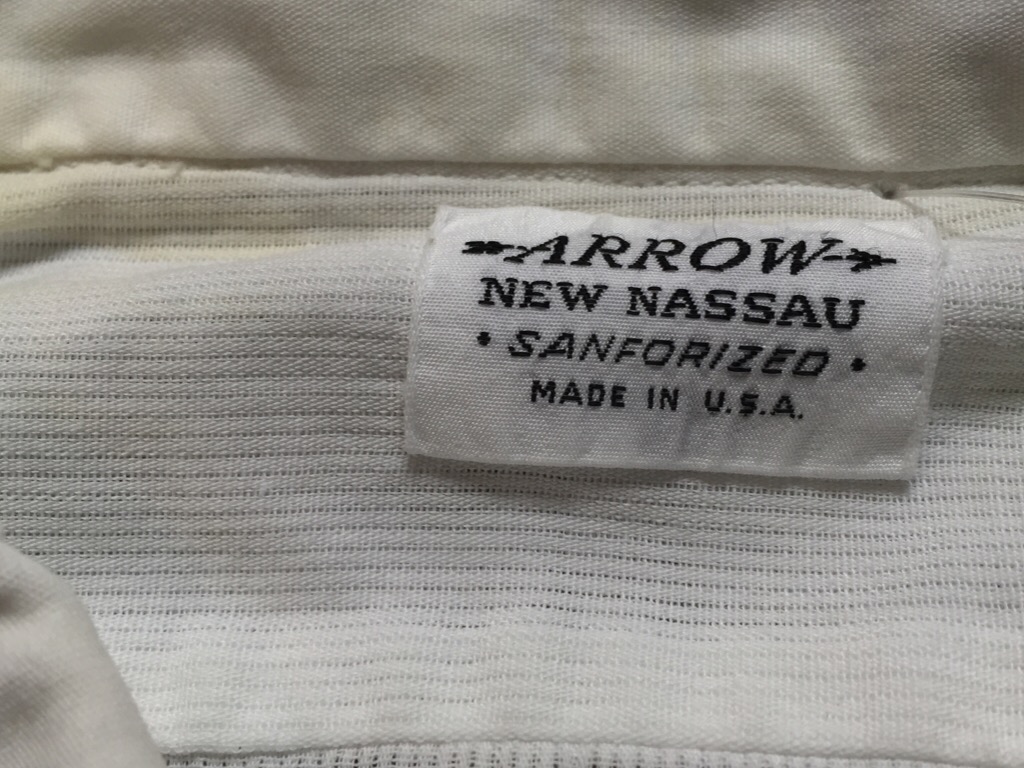 ARROW
NEW NASSAU
• SANFORIZED •
MADE IN U.S.A.